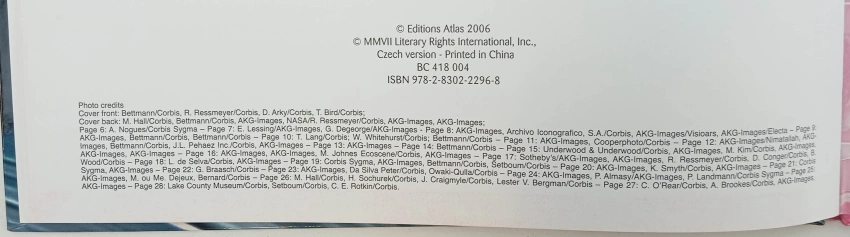 © Editions Atlas 2006
© MMVII Literary Rights International, Inc.,
Czech version - Printed in China
BC 418 004
ISBN 978-2-8302-2296-8
Photo credits
Cover front: Bettmann/Corbis, R. Ressmeyer/Corbis, D. Arky/Corbis, T. Bird/Corbis;
Cover back: M. Hall/Corbis, Bettmann/Corbis, AKG-Images, NASA/R. Ressmeyer/Corbis, AKG-Images, AKG-Images;
Page 6: A. Nogues/Corbis Sygma – Page 7: E. Lessing/AKG-Images, G. Degeorge/AKG-Images - Page 8: AKG-Images, Archivo Iconografico, S.A./Corbis, AKG-Images/Visioars, AKG-Images/Electa – Page 9:
AKG-Images, Bettmann/Corbis, Bettmann/Corbis – Page 10: T. Lang/Corbis; W. Whitehurst/Corbis; Bettmann/Corbis – Page 11: AKG-Images, Cooperphoto/Corbis – Page 12: AKG-Images/Nimatallah, AKG-
Images, Bettmann/Corbis, J.L. Pehaez Inc./Corbis, AKG-Images – Page 13: AKG-Images – Page 14: Bettmann/Corbis – Page 15: Underwood & Underwood/Corbis, AKG-Images, M. Kim/Corbis, AKG-Images,
AKG-Images – Page 16: AKG-Images, AKG-Images, M. Johnes Ecoscene/Corbis, AKG-Images – Page 17: Sotheby's/AKG-Images, AKG-Images, R. Ressmeyer/Corbis, D. Conger/Corbis, B.
Wood/Corbis – Page 18: L. de Selva/Corbis, AKG-Images – Page 19: Corbis Sygma, AKG-Images, Bettmann/Corbis, Setboum/Corbis – Page 20: AKG-Images, K. Smyth/Corbis, AKG-Images – Page 21: Corbis
Sygma, AKG-Images – Page 22: G. Braasch/Corbis – Page 23: AKG-Images, Da Silva Peter/Corbis, Owaki-Qulla/Corbis – Page 24: AKG-Images, P. Almasy/AKG-Images, P. Landmann/Corbis Sygma – Page 25:
AKG-Images, M. ou Me. Dejeux, Bernard/Corbis – Page 26: M. Hall/Corbis, H. Sochurek/Corbis, J. Craigmyle/Corbis, Lester V. Bergman/Corbis – Page 27: C. O'Rear/Corbis, A. Brookes/Corbis, AKG-Images,
AKG-Images – Page 28: Lake County Museum/Corbis, Setboum/Corbis, C. E. Rotkin/Corbis.